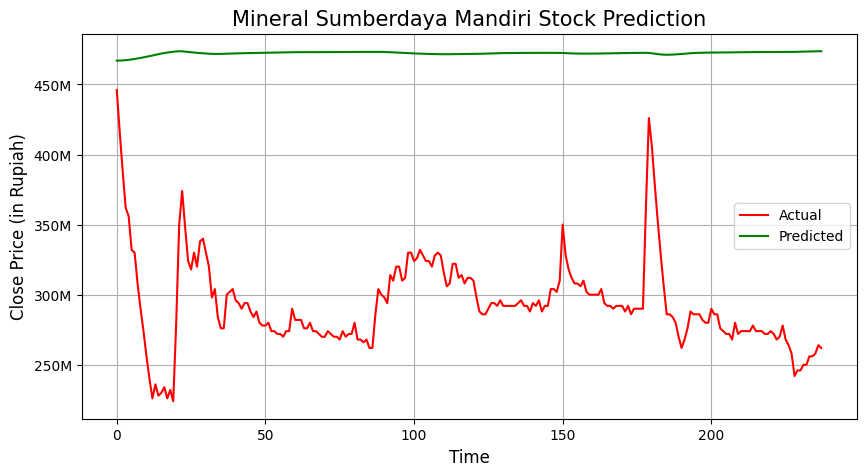 Mineral Sumberdaya Mandiri Stock Prediction
Close Price (in Rupiah)
450M
400M
350M
300M
250M
Actual
Predicted
0
50
100
150
200
Time